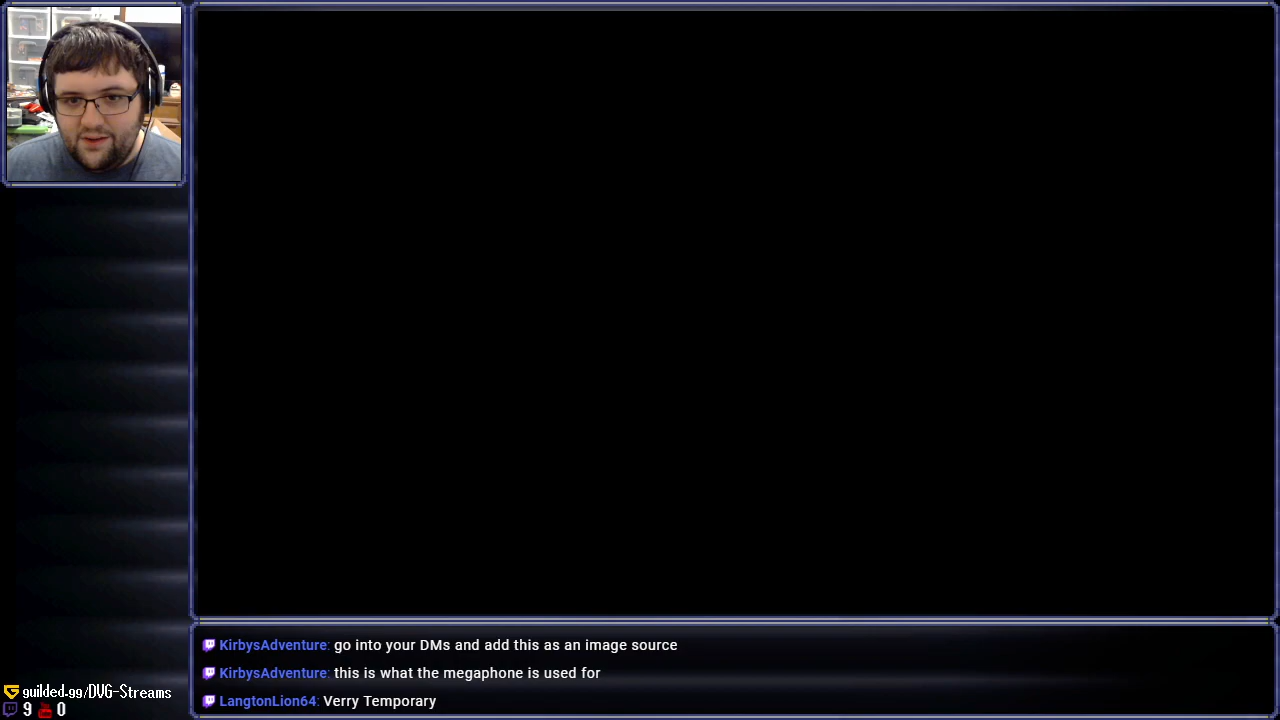 KirbysAdventure: go into your DMs and add this as an image source
KirbysAdventure: this is what the megaphone is used for
LangtonLion64: Verry Temporary
guilded.gg/DVG-Streams
9 0